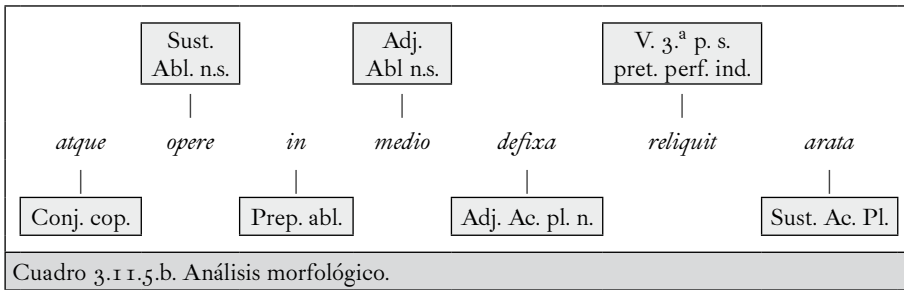 Sust. Adj. V. 3.ª p. s.
Abl. n.s. Abl n.s. pret. perf. ind.
atque opere in medio defixa reliquit arata
Conj. cop. Prep. abl. Adj. Ac. pl. n. Sust. Ac. Pl.
Cuadro 3.11.5.b. Análisis morfológico.